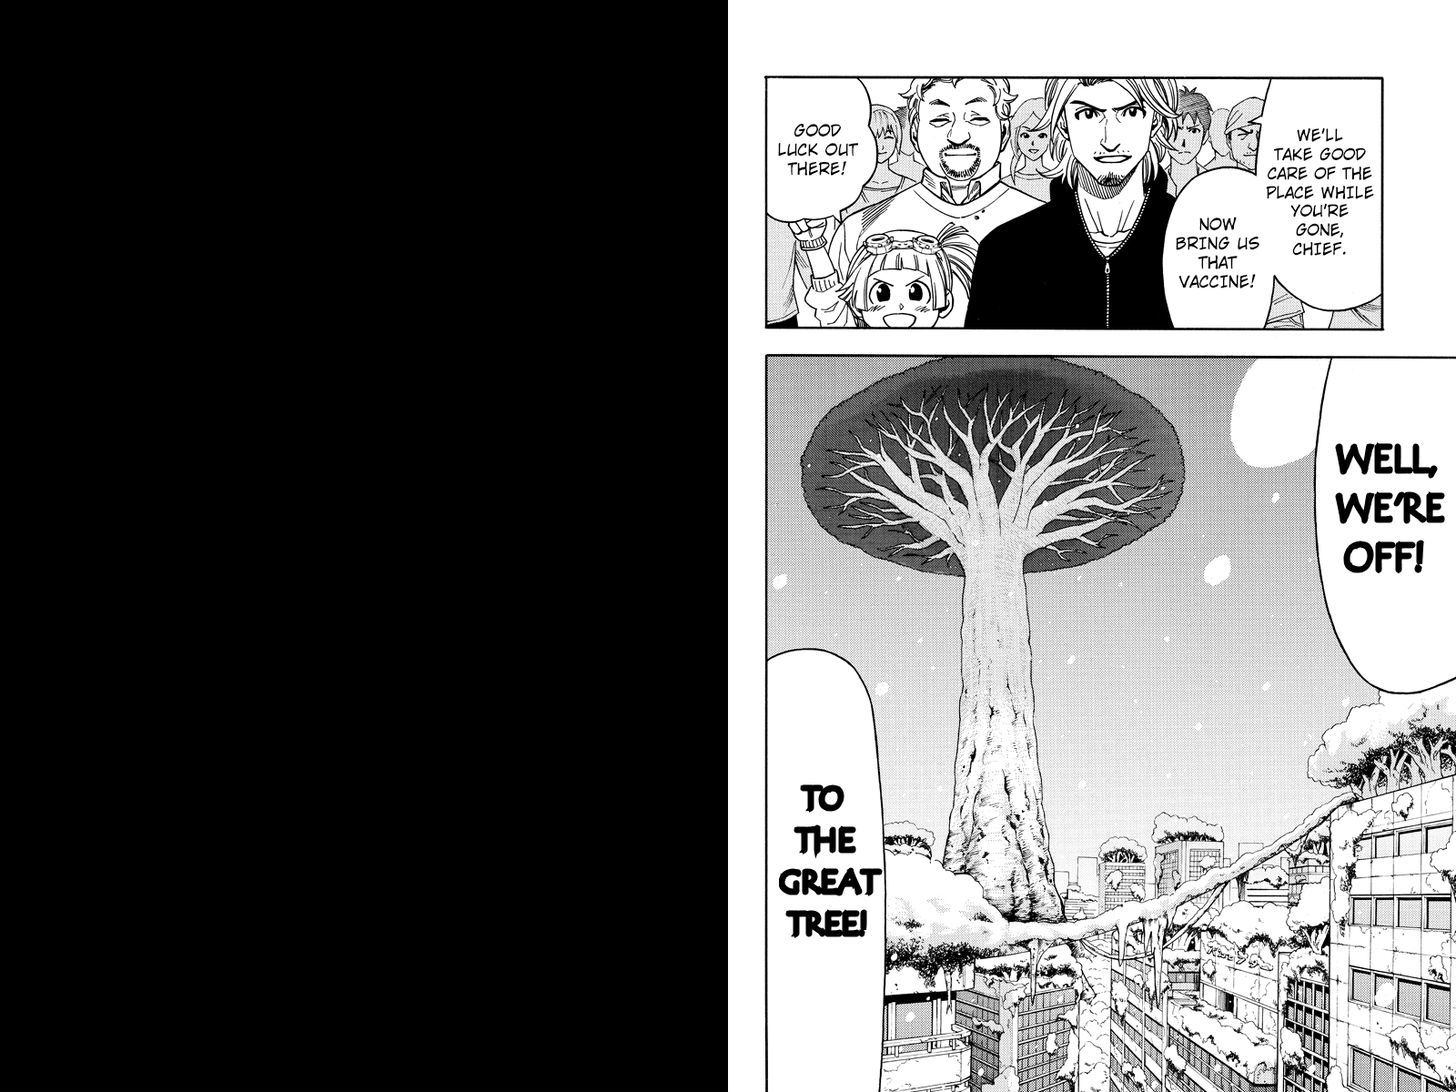 WE'LL
TAKE GOOD
CARE OF THE
PLACE WHILE
YOU'RE
GONE,
CHIEF.
NOW
BRING US
THAT
VACCINE!
GOOD
LUCK OUT
THERE!
WELL,
WE'RE
OFF!
TO
THE
GREAT
TREE!